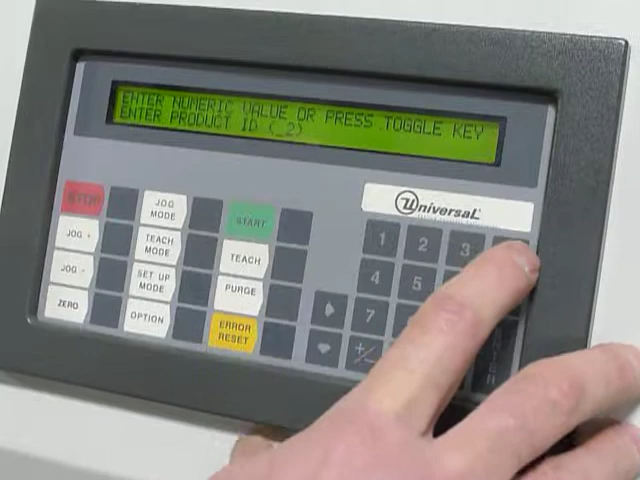 ENTER NUMERIC VALUE OR PRESS TOGGLE KEY
ENTER PRODUCT ID (_2)
UNIVERSAL
JOG +
JOG -
ZERO
JOG MODE
TEACH MODE
SET UP MODE
OPTION
START
TEACH
PURGE
ERROR RESET
1 2 3
4 5
7
+/-